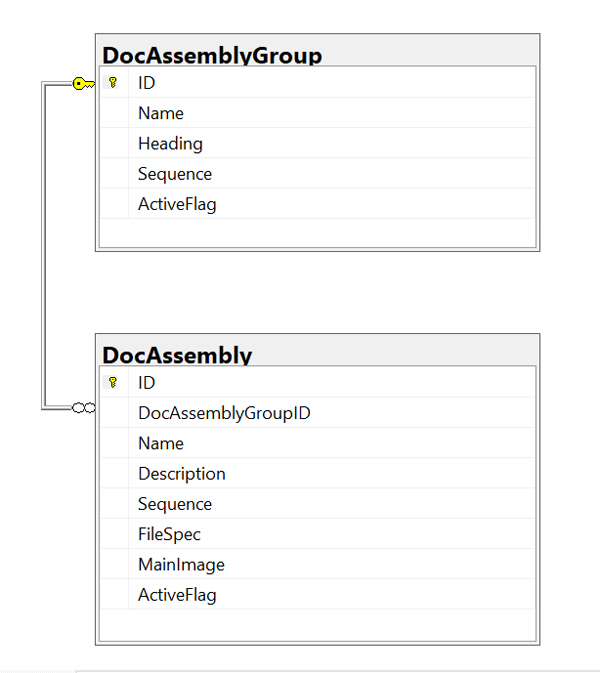 DocAssemblyGroup
ID
Name
Heading
Sequence
ActiveFlag
DocAssembly
ID
DocAssemblyGroupID
Name
Description
Sequence
FileSpec
MainImage
ActiveFlag